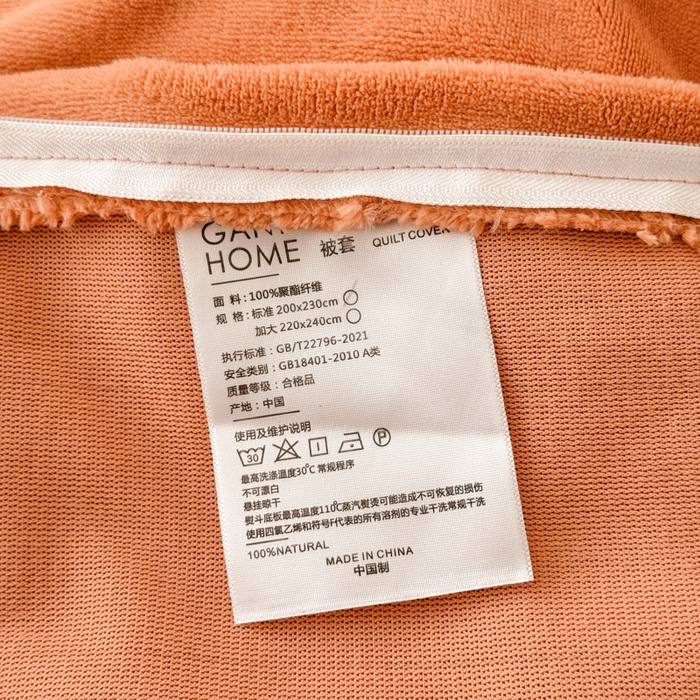 HOME 被套 QUILT COVER
面 料：100%聚酯纤维
规 格：标准 200x230cm
加大 220x240cm
执行标准：GB/T22796-2021
安全类别：GB18401-2010 A类
质量等级：合格品
产地：中国
使用及维护说明
30 P
最高洗涤温度30℃ 常规程序
不可漂白
悬挂晾干
熨斗底板最高温度110℃蒸汽熨烫可能造成不可恢复的损伤
使用四氯乙烯和符号F代表的所有溶剂的专业干洗常规干洗
100%NATURAL
MADE IN CHINA
中国制